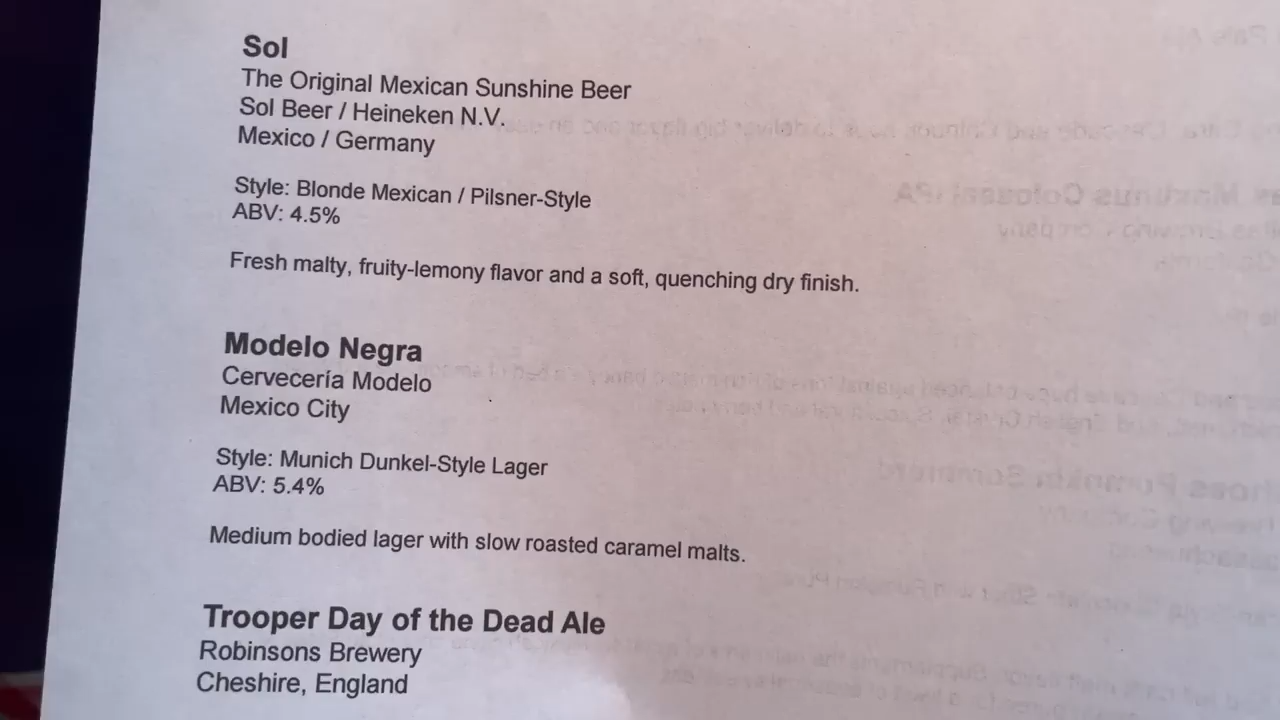 Sol
The Original Mexican Sunshine Beer
Sol Beer / Heineken N.V.
Mexico / Germany
Style: Blonde Mexican / Pilsner-Style
ABV: 4.5%
Fresh malty, fruity-lemony flavor and a soft, quenching dry finish.
Modelo Negra
Cervecería Modelo
Mexico City
Style: Munich Dunkel-Style Lager
ABV: 5.4%
Medium bodied lager with slow roasted caramel malts.
Trooper Day of the Dead Ale
Robinsons Brewery
Cheshire, England